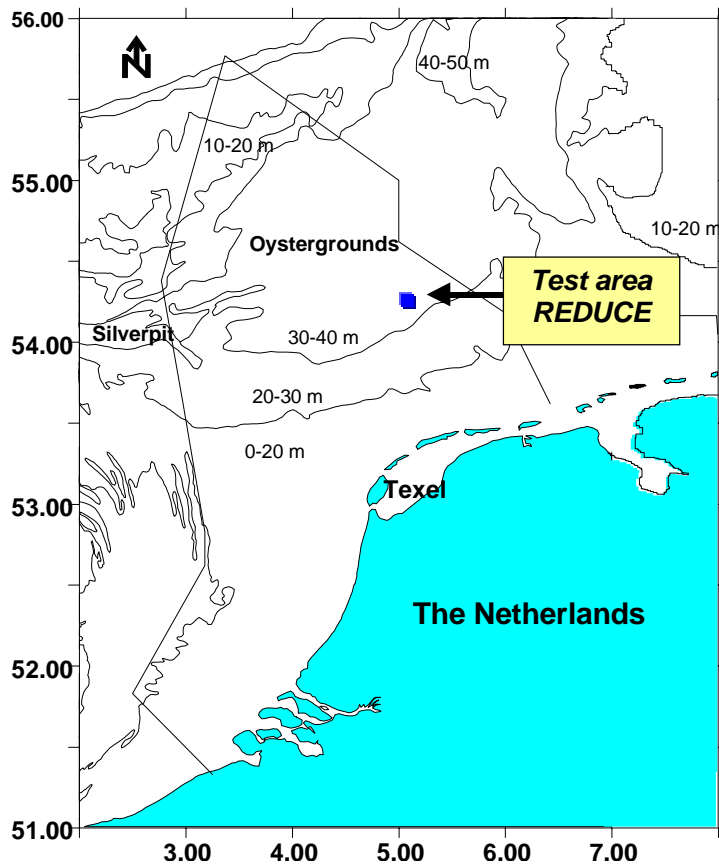 56.00
N
40-50 m
10-20 m
55.00
10-20 m
Oystergrounds
Test area
REDUCE
Silverpit
54.00
30-40 m
20-30 m
0-20 m
53.00
Texel
The Netherlands
52.00
51.00
3.00 4.00 5.00 6.00 7.00